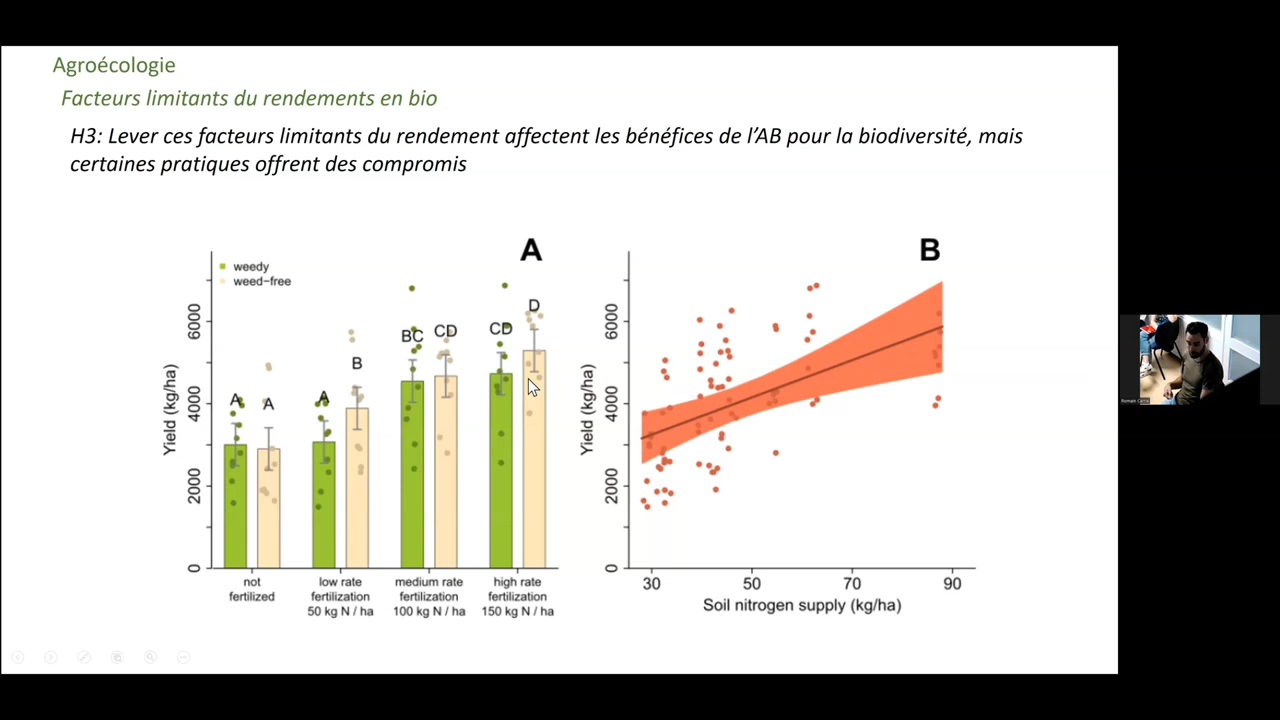 Agroécologie
Facteurs limitants du rendements en bio
H3: Lever ces facteurs limitants du rendement affectent les bénéfices de l'AB pour la biodiversité, mais
certaines pratiques offrent des compromis
A
weedy
weed-free
Yield (kg/ha)
6000
4000
2000
0
A
A
A
B
BC
CD
CD
D
not
fertilized
low rate
fertilization
50 kg N / ha
medium rate
fertilization
100 kg N / ha
high rate
fertilization
150 kg N / ha
B
Yield (kg/ha)
6000
4000
2000
0
30
50
70
90
Soil nitrogen supply (kg/ha)